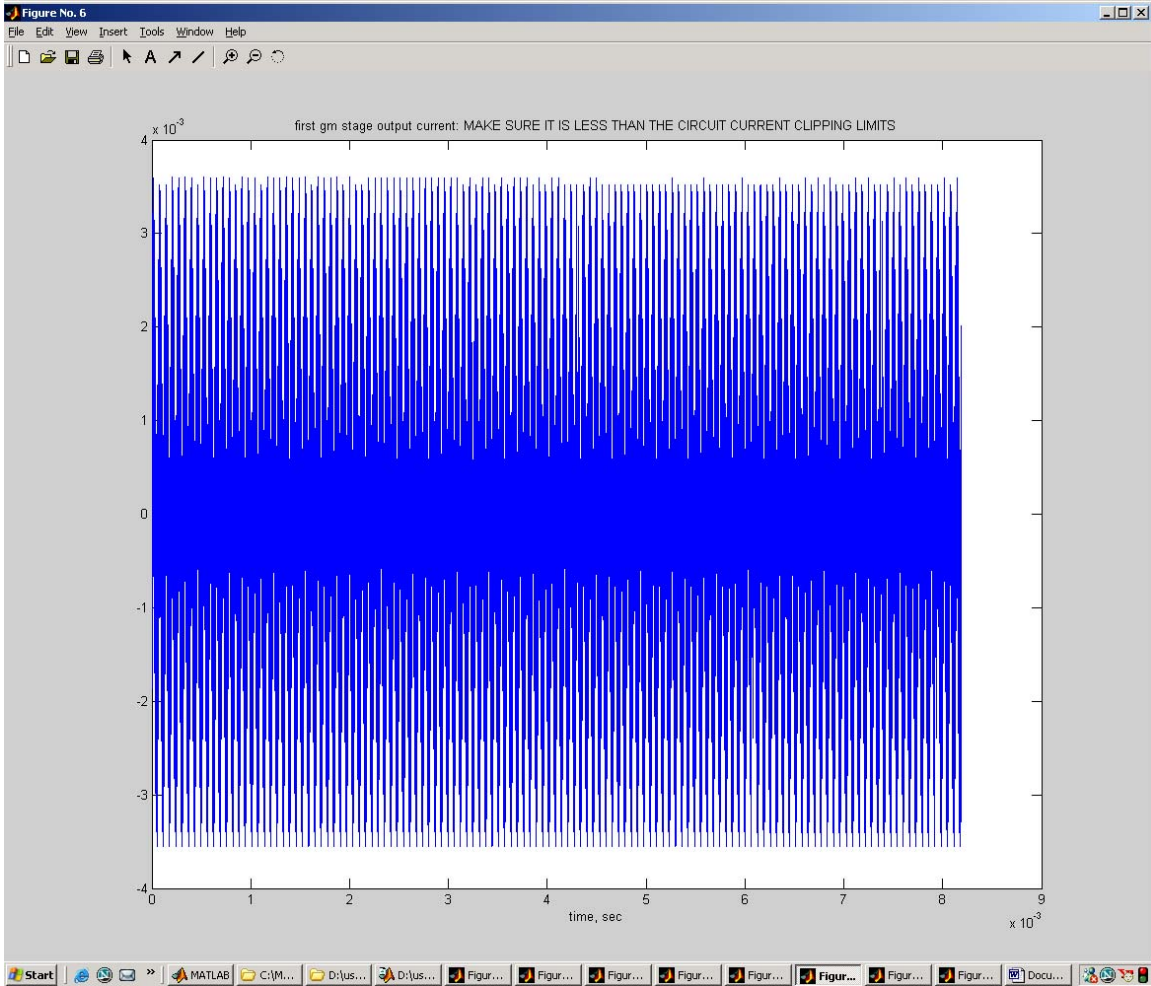 Figure No. 6
File Edit View Insert Tools Window Help
A
first gm stage output current: MAKE SURE IT IS LESS THAN THE CIRCUIT CURRENT CLIPPING LIMITS
x 10^-3
4
3
2
1
0
-1
-2
-3
-4
0 1 2 3 4 5 6 7 8 9
time, sec
x 10^-3
Start » MATLAB C:\M... D:\us... D:\us... Figur... Figur... Figur... Figur... Figur... Figur... Figur... Figur... Docu...